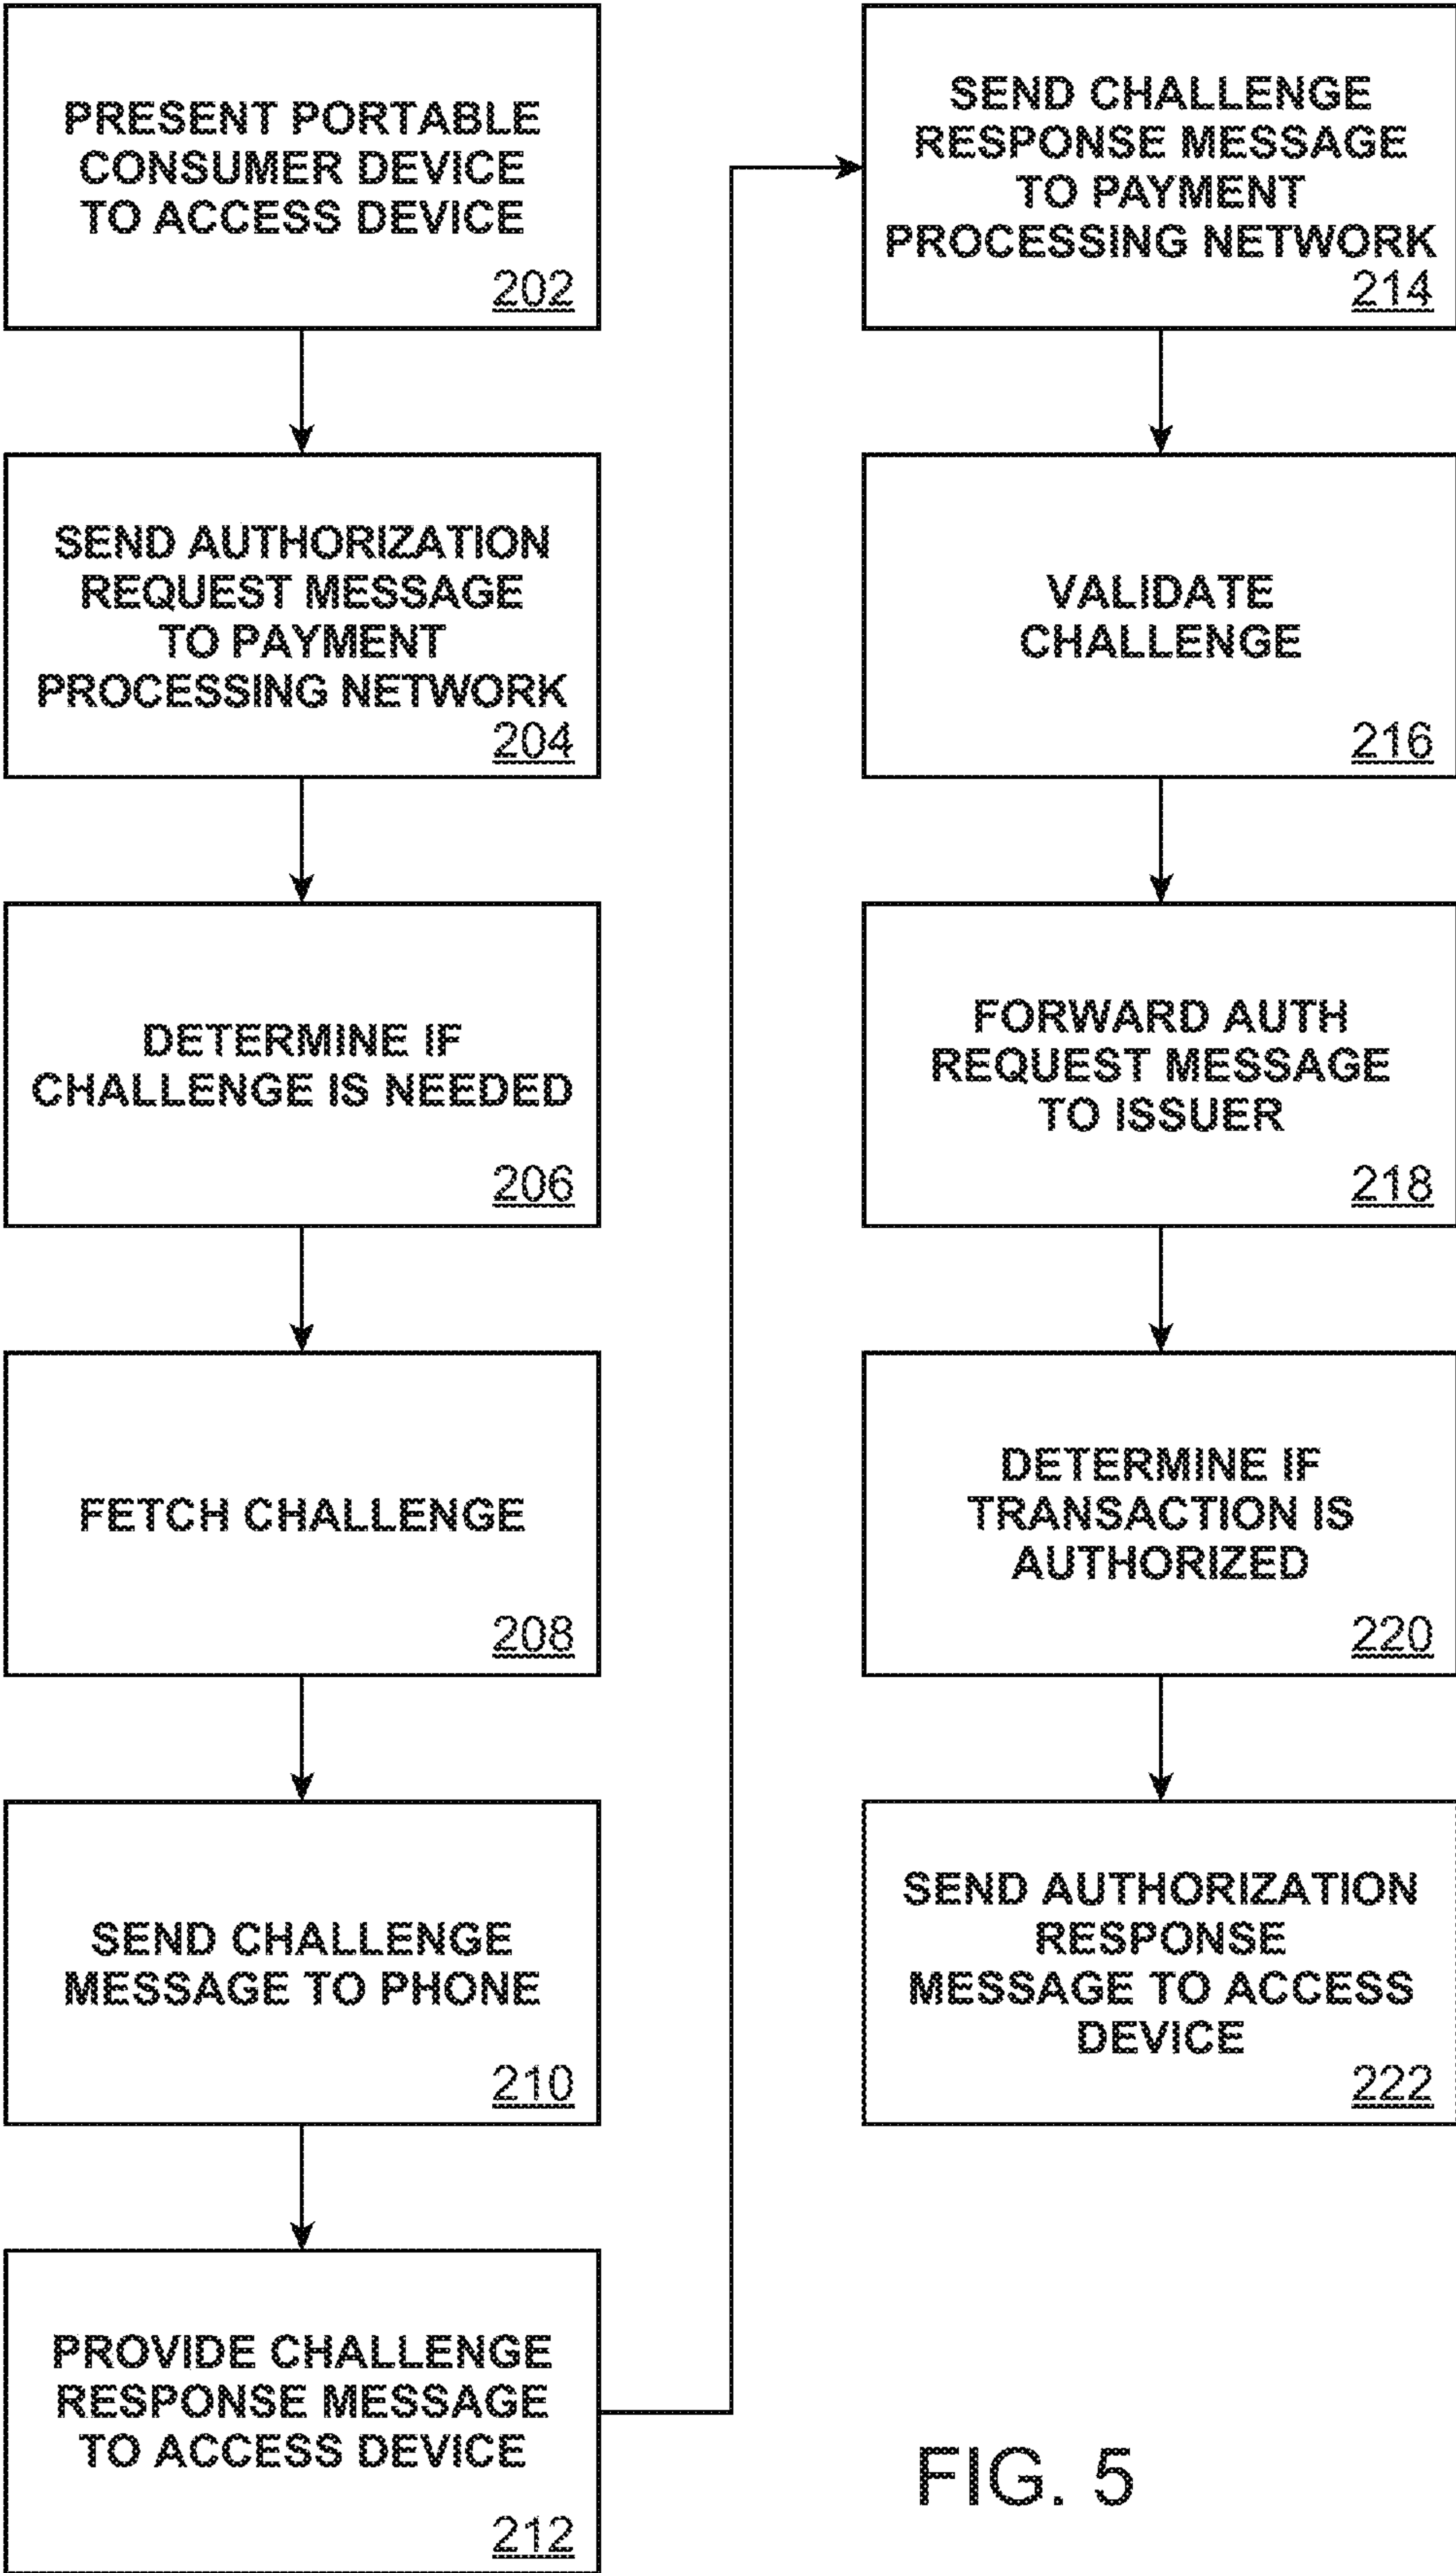 PRESENT PORTABLE
CONSUMER DEVICE
TO ACCESS DEVICE
202
SEND AUTHORIZATION
REQUEST MESSAGE
TO PAYMENT
PROCESSING NETWORK
204
DETERMINE IF
CHALLENGE IS NEEDED
206
FETCH CHALLENGE
208
SEND CHALLENGE
MESSAGE TO PHONE
210
PROVIDE CHALLENGE
RESPONSE MESSAGE
TO ACCESS DEVICE
212
SEND CHALLENGE
RESPONSE MESSAGE
TO PAYMENT
PROCESSING NETWORK
214
VALIDATE
CHALLENGE
216
FORWARD AUTH
REQUEST MESSAGE
TO ISSUER
218
DETERMINE IF
TRANSACTION IS
AUTHORIZED
220
SEND AUTHORIZATION
RESPONSE
MESSAGE TO ACCESS
DEVICE
222
FIG. 5